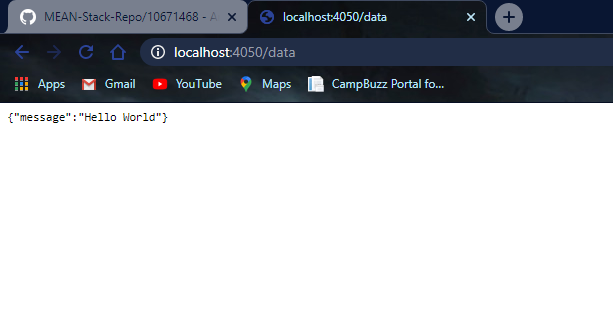 MEAN-Stack-Repo/10671468 - A
localhost:4050/data
localhost:4050/data
Apps Gmail YouTube Maps CampBuzz Portal fo...
{"message":"Hello World"}